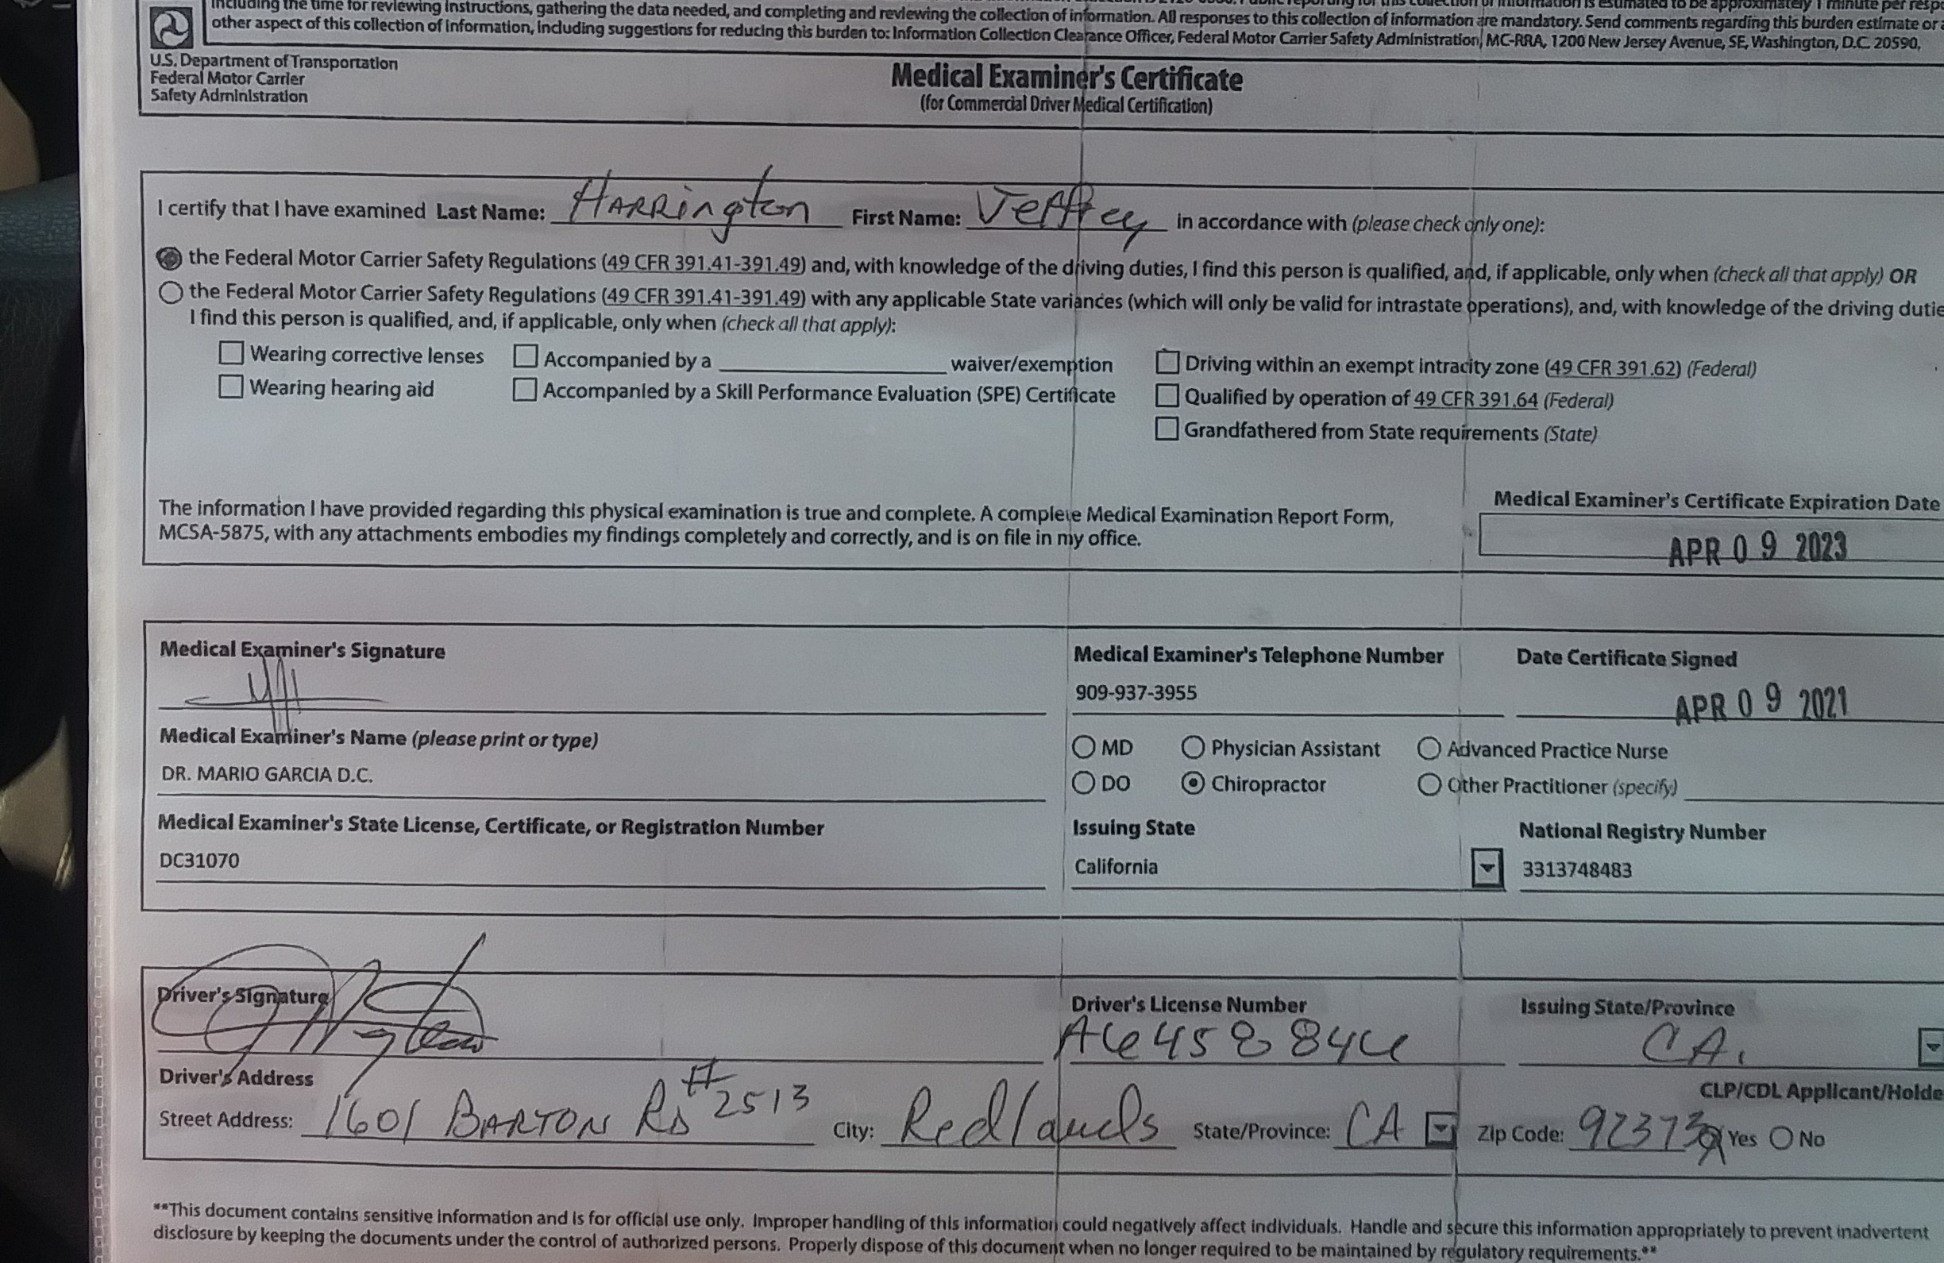 including the time for reviewing instructions, gathering the data needed, and completing and reviewing the collection of information. All responses to this collection of information are mandatory. Send comments regarding this burden estimate or
other aspect of this collection of information, including suggestions for reducing this burden to: Information Collection Clearance Officer, Federal Motor Carrier Safety Administration, MC-RRA, 1200 New Jersey Avenue, SE, Washington, D.C. 20590,
U.S. Department of Transportation
Federal Motor Carrier
Safety Administration
Medical Examiner's Certificate
(for Commercial Driver Medical Certification)
I certify that I have examined Last Name: HARRington First Name: Jeffrey in accordance with (please check only one):
the Federal Motor Carrier Safety Regulations (49 CFR 391.41-391.49) and, with knowledge of the driving duties, I find this person is qualified, and, if applicable, only when (check all that apply) OR
the Federal Motor Carrier Safety Regulations (49 CFR 391.41-391.49) with any applicable State variances (which will only be valid for intrastate operations), and, with knowledge of the driving dutie
I find this person is qualified, and, if applicable, only when (check all that apply):
Wearing corrective lenses Accompanied by a waiver/exemption Driving within an exempt intracity zone (49 CFR 391.62) (Federal)
Wearing hearing aid Accompanied by a Skill Performance Evaluation (SPE) Certificate Qualified by operation of 49 CFR 391.64 (Federal)
Grandfathered from State requirements (State)
The information I have provided regarding this physical examination is true and complete. A complete Medical Examination Report Form,
MCSA-5875, with any attachments embodies my findings completely and correctly, and is on file in my office.
Medical Examiner's Certificate Expiration Date
APR 09 2023
Medical Examiner's Signature Medical Examiner's Telephone Number Date Certificate Signed
909-937-3955 APR 09 2021
Medical Examiner's Name (please print or type)
DR. MARIO GARCIA D.C.
MD Physician Assistant Advanced Practice Nurse
DO Chiropractor Other Practitioner (specify)
Medical Examiner's State License, Certificate, or Registration Number Issuing State National Registry Number
DC31070 California 3313748483
Driver's Signature Driver's License Number Issuing State/Province
CA.
Driver's Address
CLP/CDL Applicant/Holde
Street Address: 1601 BARTON Rd #2513 City: Redlands State/Province: CA Zip Code: 92373 Yes No
**This document contains sensitive information and is for official use only. Improper handling of this information could negatively affect individuals. Handle and secure this information appropriately to prevent inadvertent
disclosure by keeping the documents under the control of authorized persons. Properly dispose of this document when no longer required to be maintained by regulatory requirements.**